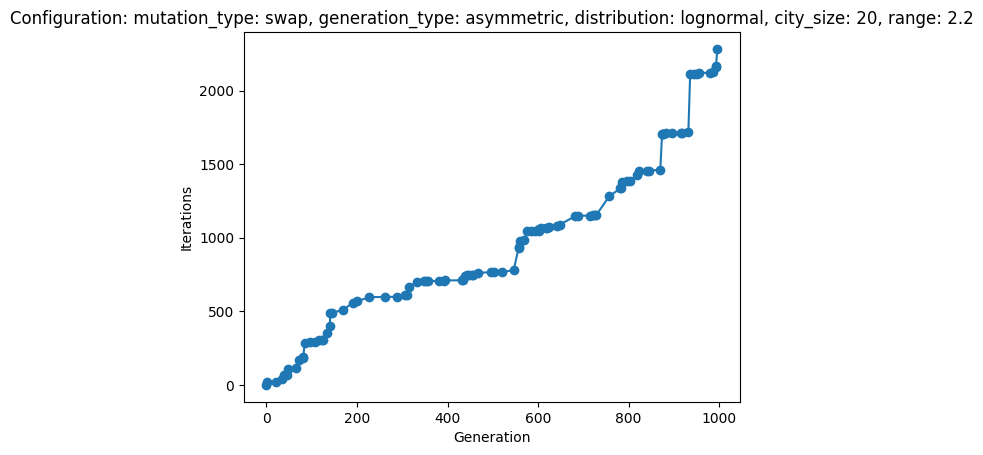 Configuration: mutation_type: swap, generation_type: asymmetric, distribution: lognormal, city_size: 20, range: 2.2
2000
1500
1000
500
0
Iterations
0 200 400 600 800 1000
Generation